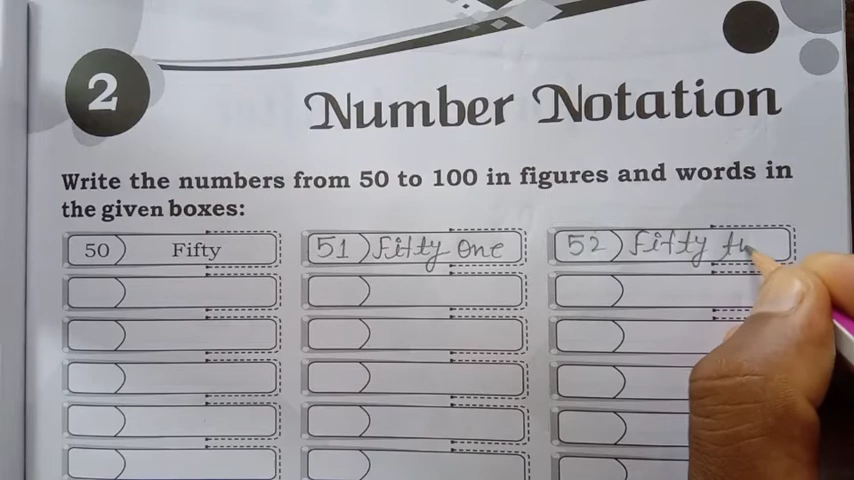 2
Number Notation
Write the numbers from 50 to 100 in figures and words in
the given boxes:
50 Fifty 51 Fifty One 52 Fifty